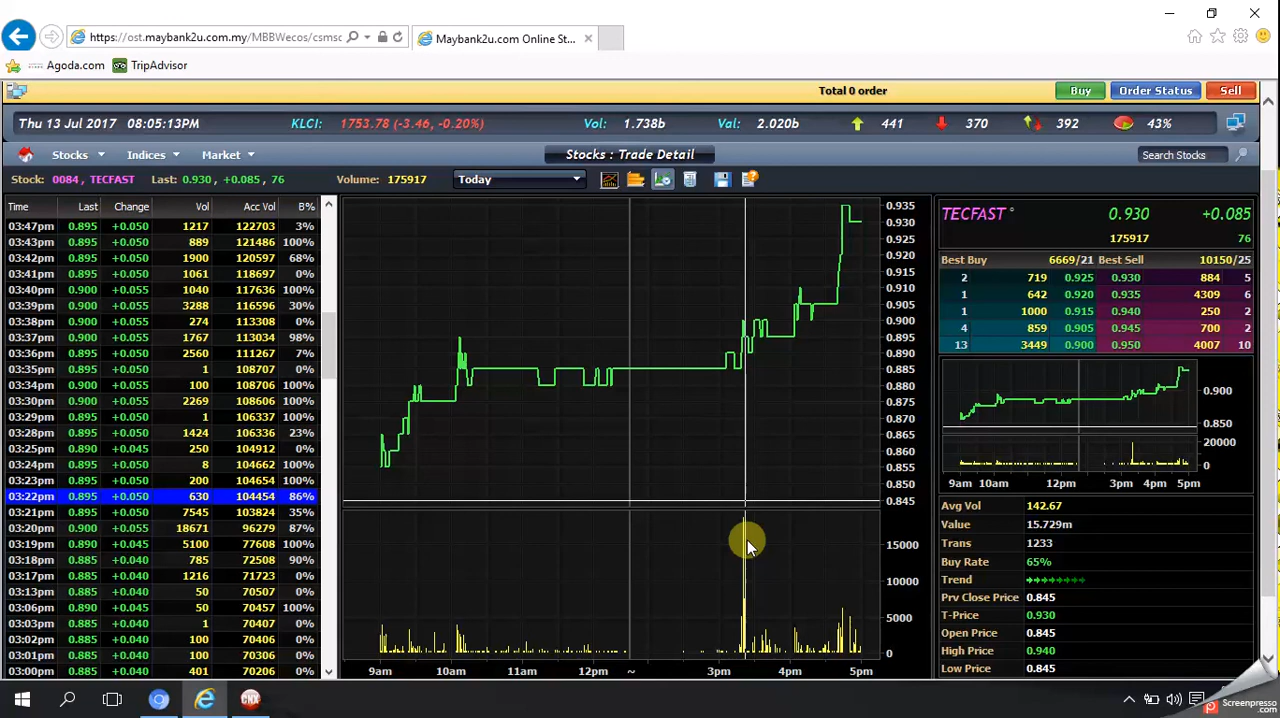 https://ost.maybank2u.com.my/MBBWecos/csmsc
Maybank2u.com Online St...
Agoda.com TripAdvisor
Total 0 order Buy Order Status Sell
Thu 13 Jul 2017 08:05:13PM KLCI: 1753.78 (-3.46, -0.20%) Vol: 1.738b Val: 2.020b 441 370 392 43%
Stocks Indices Market Stocks : Trade Detail Search Stocks
Stock: 0084, TECFAST Last: 0.930 , +0.085, 76 Volume: 175917 Today
Time Last Change Vol Acc Vol B%
03:47pm 0.895 +0.050 1217 122703 3%
03:43pm 0.895 +0.050 889 121486 100%
03:42pm 0.895 +0.050 1900 120597 68%
03:41pm 0.895 +0.050 1061 118697 0%
03:40pm 0.900 +0.055 1040 117636 100%
03:39pm 0.900 +0.055 3288 116596 30%
03:38pm 0.900 +0.055 274 113308 0%
03:37pm 0.900 +0.055 1767 113034 98%
03:36pm 0.895 +0.050 2560 111267 7%
03:35pm 0.895 +0.050 1 108707 0%
03:34pm 0.900 +0.055 100 108706 100%
03:30pm 0.900 +0.055 2269 108606 100%
03:29pm 0.895 +0.050 1 106337 100%
03:28pm 0.895 +0.050 1424 106336 23%
03:25pm 0.890 +0.045 250 104912 0%
03:24pm 0.895 +0.050 8 104662 100%
03:23pm 0.895 +0.050 200 104654 100%
03:22pm 0.895 +0.050 630 104454 86%
03:21pm 0.895 +0.050 7545 103824 35%
03:20pm 0.900 +0.055 18671 96279 87%
03:19pm 0.890 +0.045 5100 77608 100%
03:18pm 0.885 +0.040 785 72508 90%
03:17pm 0.885 +0.040 1216 71723 0%
03:13pm 0.885 +0.040 50 70507 0%
03:06pm 0.890 +0.045 50 70457 100%
03:03pm 0.885 +0.040 1 70407 0%
03:02pm 0.885 +0.040 100 70406 0%
03:01pm 0.885 +0.040 100 70306 0%
03:00pm 0.885 +0.040 401 70206 0%
0.935
0.930
0.925
0.920
0.915
0.910
0.905
0.900
0.895
0.890
0.885
0.880
0.875
0.870
0.865
0.860
0.855
0.850
0.845
15000
10000
5000
0
9am 10am 11am 12pm ~ 3pm 4pm 5pm
TECFAST 0.930 +0.085
175917 76
Best Buy 6669/21 Best Sell 10150/25
2 719 0.925 0.930 884 5
1 642 0.920 0.935 4309 6
1 1000 0.915 0.940 250 2
4 859 0.905 0.945 700 2
13 3449 0.900 0.950 4007 10
0.900
0.850
20000
0
9am 10am 12pm 3pm 4pm 5pm
Avg Vol 142.67
Value 15.729m
Trans 1233
Buy Rate 65%
Trend
Prv Close Price 0.845
T-Price 0.930
Open Price 0.845
High Price 0.940
Low Price 0.845
Screenpresso
.com